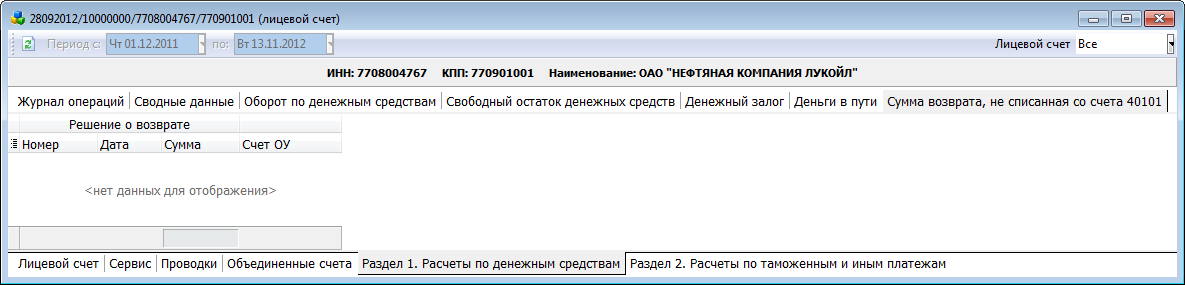 28092012/10000000/7708004767/770901001 (лицевой счет)
Период с: Чт 01.12.2011 по: Вт 13.11.2012 Лицевой счет Все
ИНН: 7708004767 КПП: 770901001 Наименование: ОАО "НЕФТЯНАЯ КОМПАНИЯ ЛУКОЙЛ"
Журнал операций Сводные данные Оборот по денежным средствам Свободный остаток денежных средств Денежный залог Деньги в пути Сумма возврата, не списанная со счета 40101
Решение о возврате
Номер Дата Сумма Счет ОУ
<нет данных для отображения>
Лицевой счет Сервис Проводки Объединенные счета Раздел 1. Расчеты по денежным средствам Раздел 2. Расчеты по таможенным и иным платежам